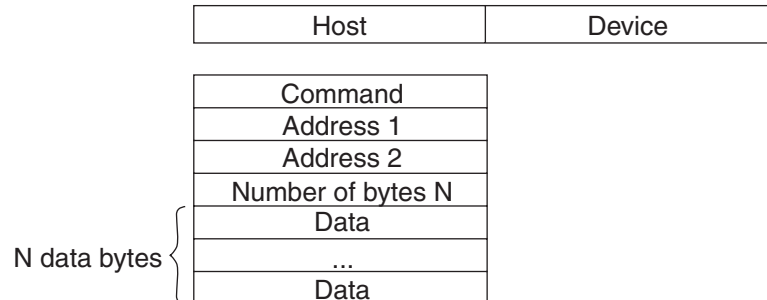 Host Device
Command
Address 1
Address 2
Number of bytes N
Data
N data bytes
...
Data